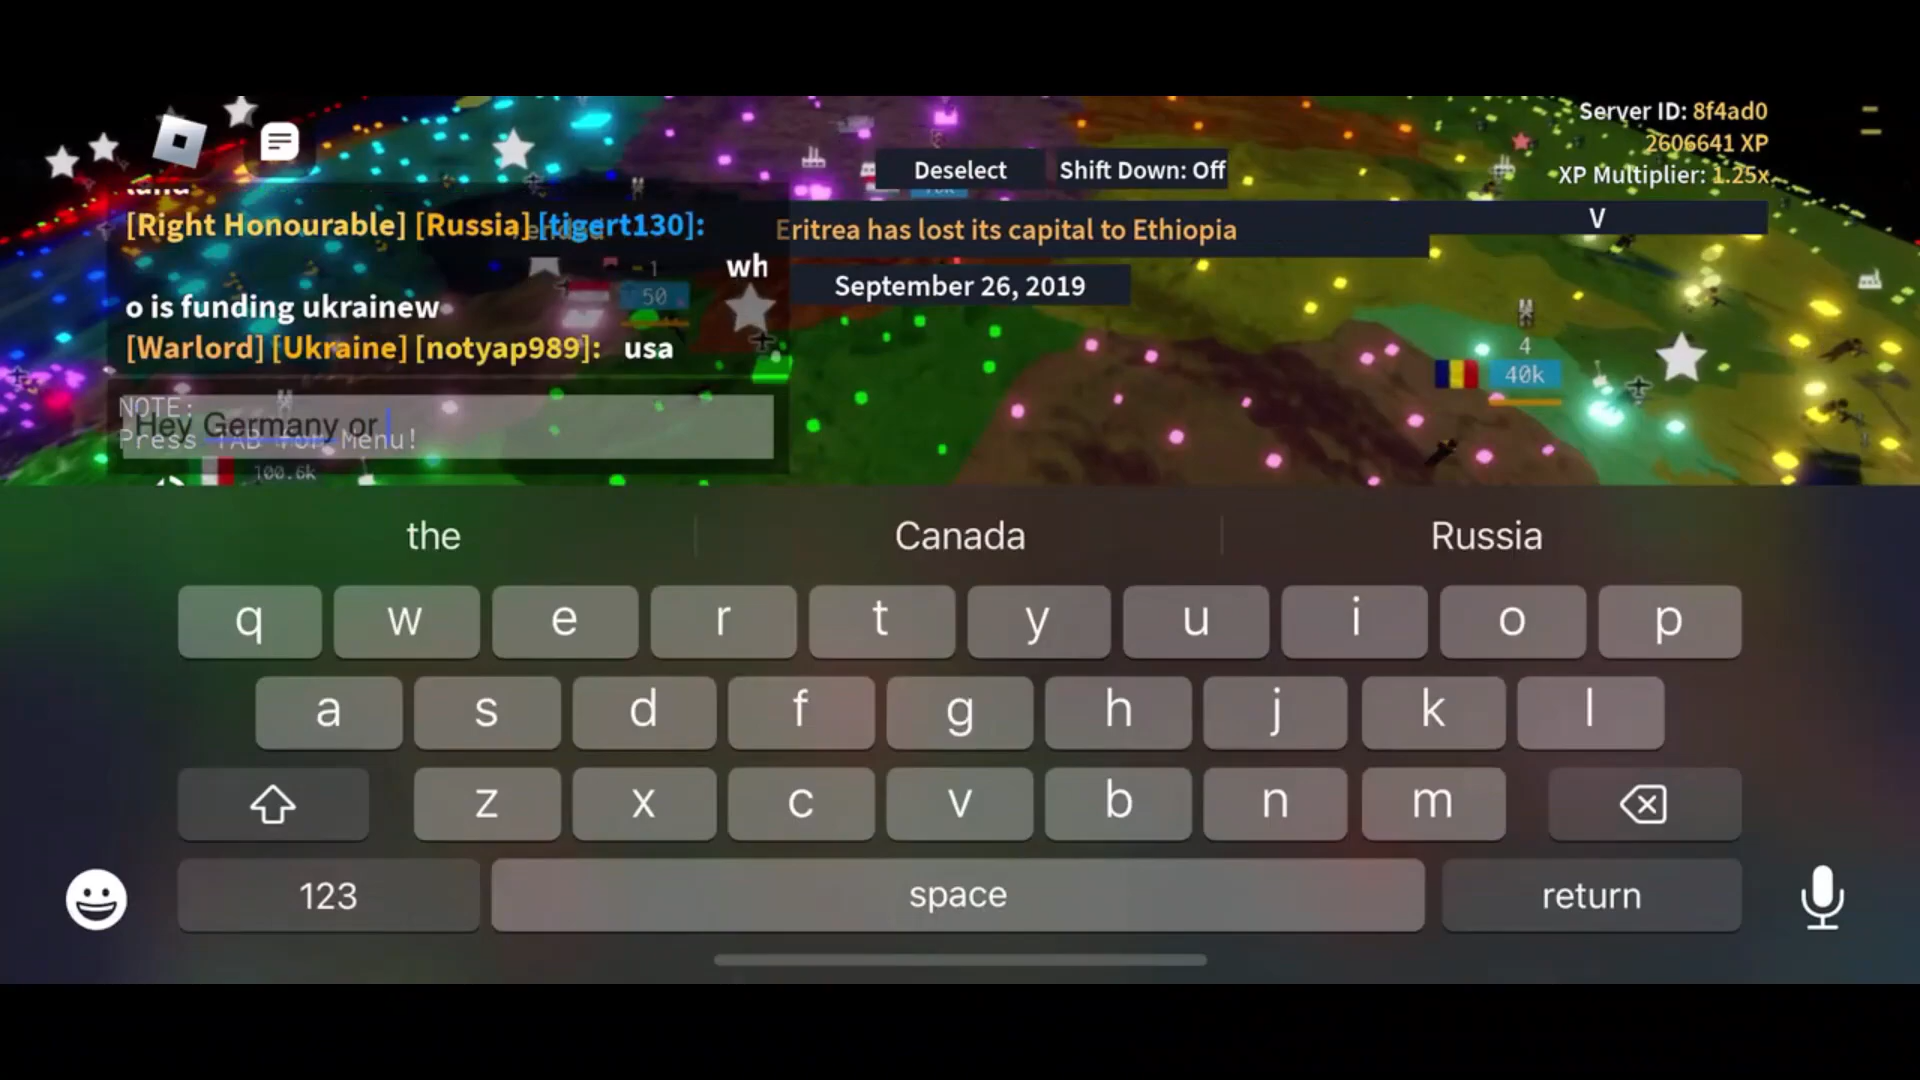 Server ID: 8f4ad0
2606641 XP
Deselect
Shift Down: Off
XP Multiplier: 1.25x
V
[Right Honourable] [Russia] [tigert130]:
wh
o is funding ukrainew
[Warlord] [Ukraine] [notyap989]: usa
Eritrea has lost its capital to Ethiopia
September 26, 2019
1
50
4
40k
NOTE:
Hey Germany or
Press TAB for Menu!
100.6k
the Canada Russia
q w e r t y u i o p
a s d f g h j k l
z x c v b n m
123 space return